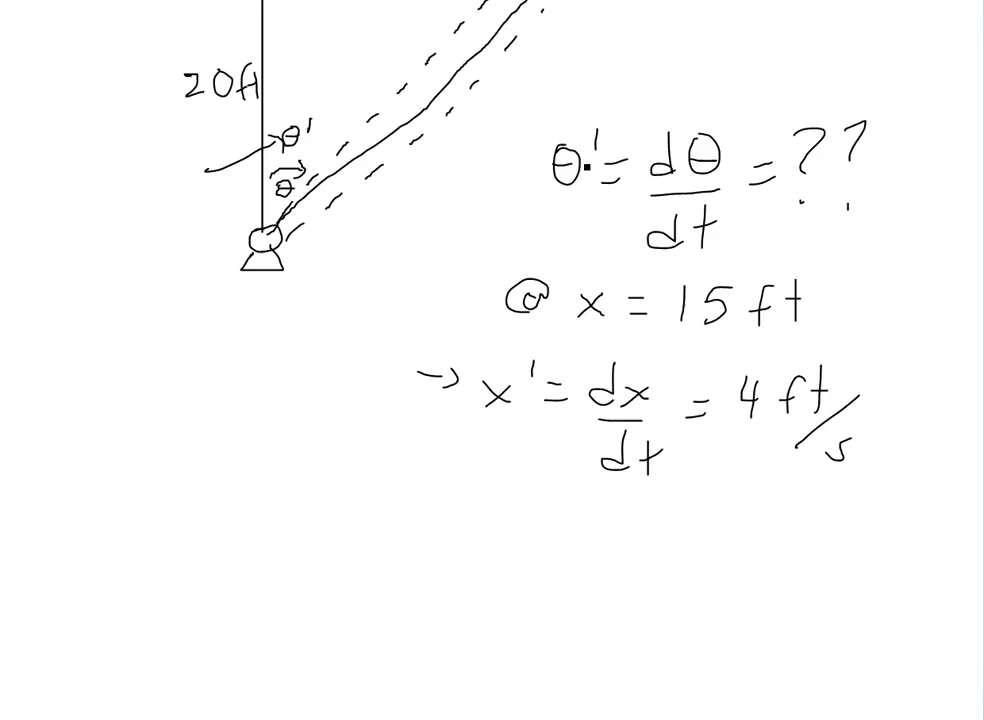 20ft
θ'
θ
θ' = dθ/dt = ??
@ x = 15 ft
→ x' = dx/dt = 4 ft/s